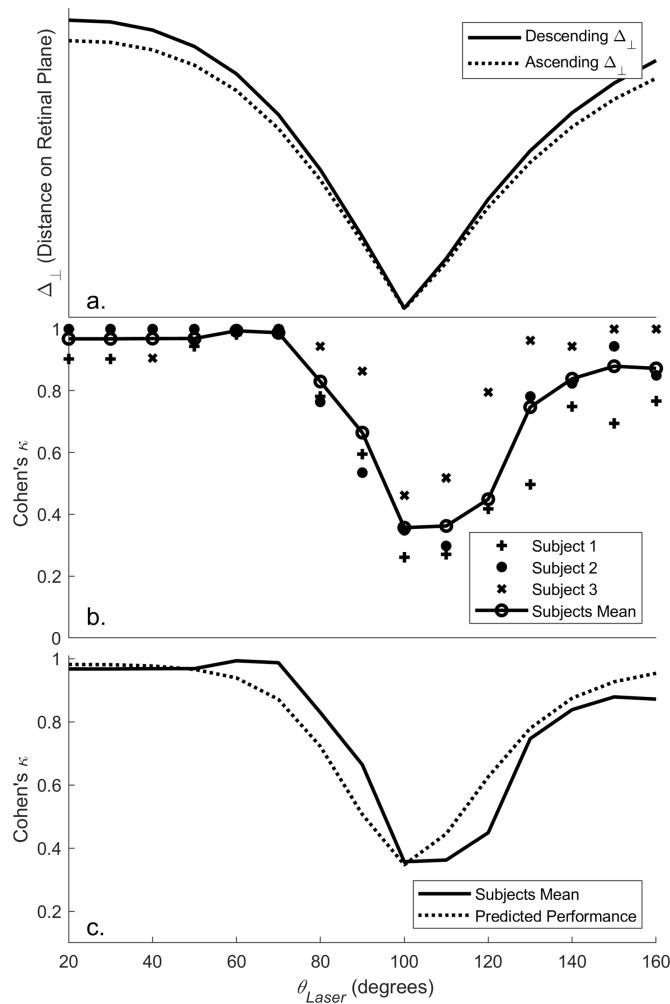 Δ⊥ (Distance on Retinal Plane)
Descending Δ⊥
Ascending Δ⊥
a.
1
0.8
0.6
0.4
0.2
0
Cohen's κ
Subject 1
Subject 2
Subject 3
Subjects Mean
b.
1
0.8
0.6
0.4
0.2
Cohen's κ
Subjects Mean
Predicted Performance
c.
20 40 60 80 100 120 140 160
θLaser (degrees)